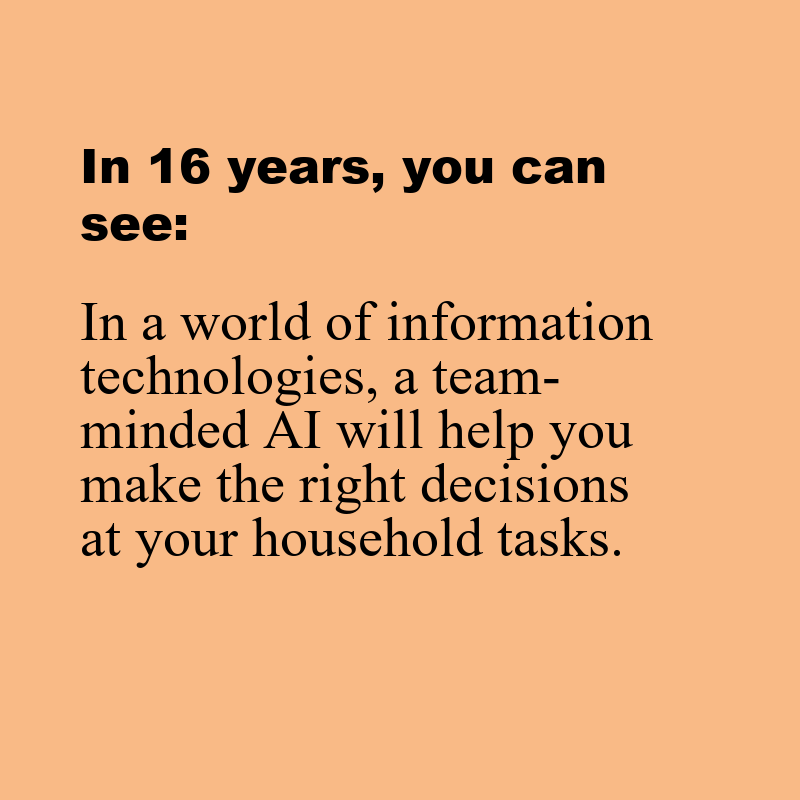 In 16 years, you can
see:
In a world of information
technologies, a team-
minded AI will help you
make the right decisions
at your household tasks.